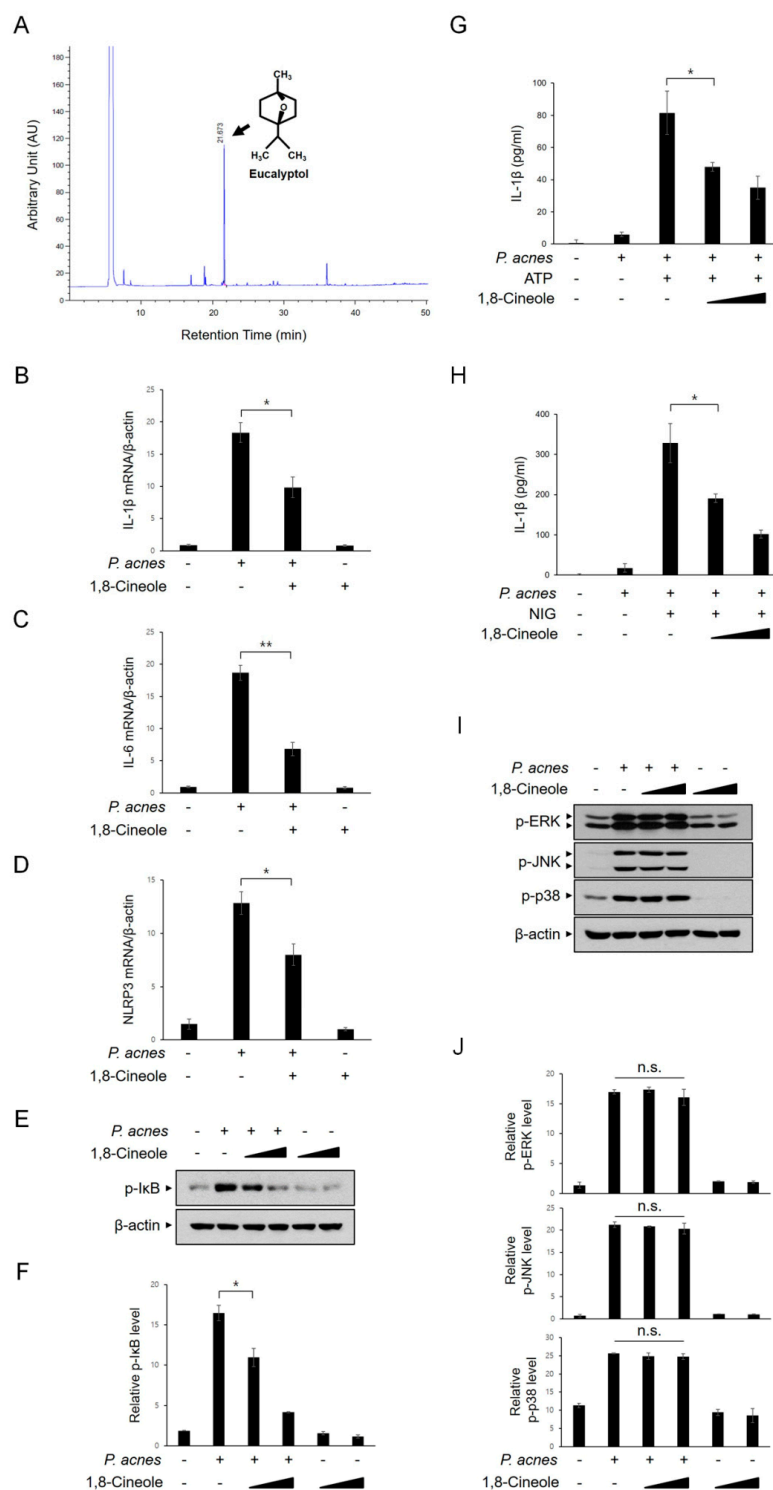 A
Arbitrary Unit (AU)
180
160
140
120
100
80
60
40
20
0
21.673
CH₃
O
H₃C CH₃
Eucalyptol
10 20 30 40 50
Retention Time (min)
B
IL-1β mRNA/β-actin
25
20
15
10
5
0
*
P. acnes - + + -
1,8-Cineole - - + +
C
IL-6 mRNA/β-actin
25
20
15
10
5
0
**
P. acnes - + + -
1,8-Cineole - - + +
D
NLRP3 mRNA/β-actin
15
10
5
0
*
P. acnes - + + -
1,8-Cineole - - + +
E
P. acnes - + + + - -
1,8-Cineole - -
p-IκB
β-actin
F
Relative p-IκB level
20
15
10
5
0
*
P. acnes - + + + - -
1,8-Cineole - -
G
IL-1β (pg/ml)
100
80
60
40
20
0
*
P. acnes - + + + +
ATP - - + + +
1,8-Cineole - - -
H
IL-1β (pg/ml)
400
300
200
100
0
*
P. acnes - + + + +
NIG - - + + +
1,8-Cineole - - -
I
P. acnes - + + + - -
1,8-Cineole - -
p-ERK
p-JNK
p-p38
β-actin
J
Relative
p-ERK level
20
15
10
5
0
n.s.
Relative
p-JNK level
25
20
15
10
5
0
n.s.
Relative
p-p38 level
30
25
20
15
10
5
0
n.s.
P. acnes - + + + - -
1,8-Cineole - -